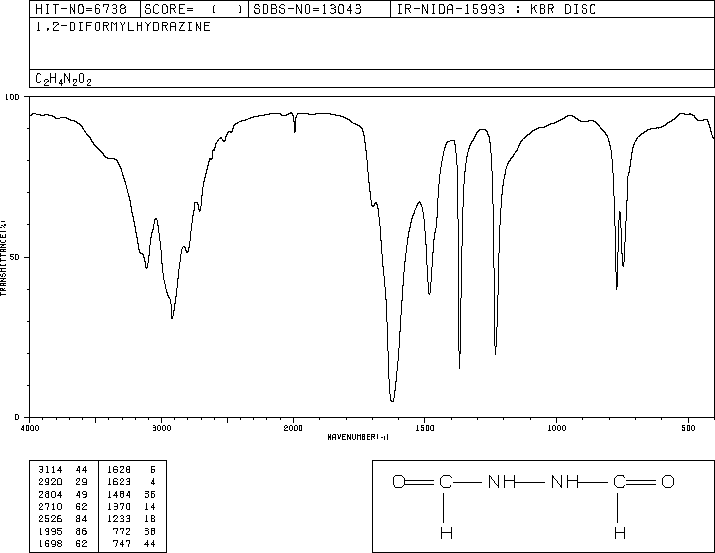 HIT-NO=6738 SCORE= ( ) SDBS-NO=13043 IR-NIDA-15993 : KBR DISC
1,2-DIFORMYLHYDRAZINE
C2H4N2O2
100
50
0
TRANSMITTANCE(%)
4000 3000 2000 1500 1000 500
WAVENUMBER(-1)
3114 44 1628 6
2920 29 1623 4
2804 49 1484 36
2710 62 1370 14
2526 84 1233 18
1995 86 772 38
1698 62 747 44
O C NH NH C O
H H